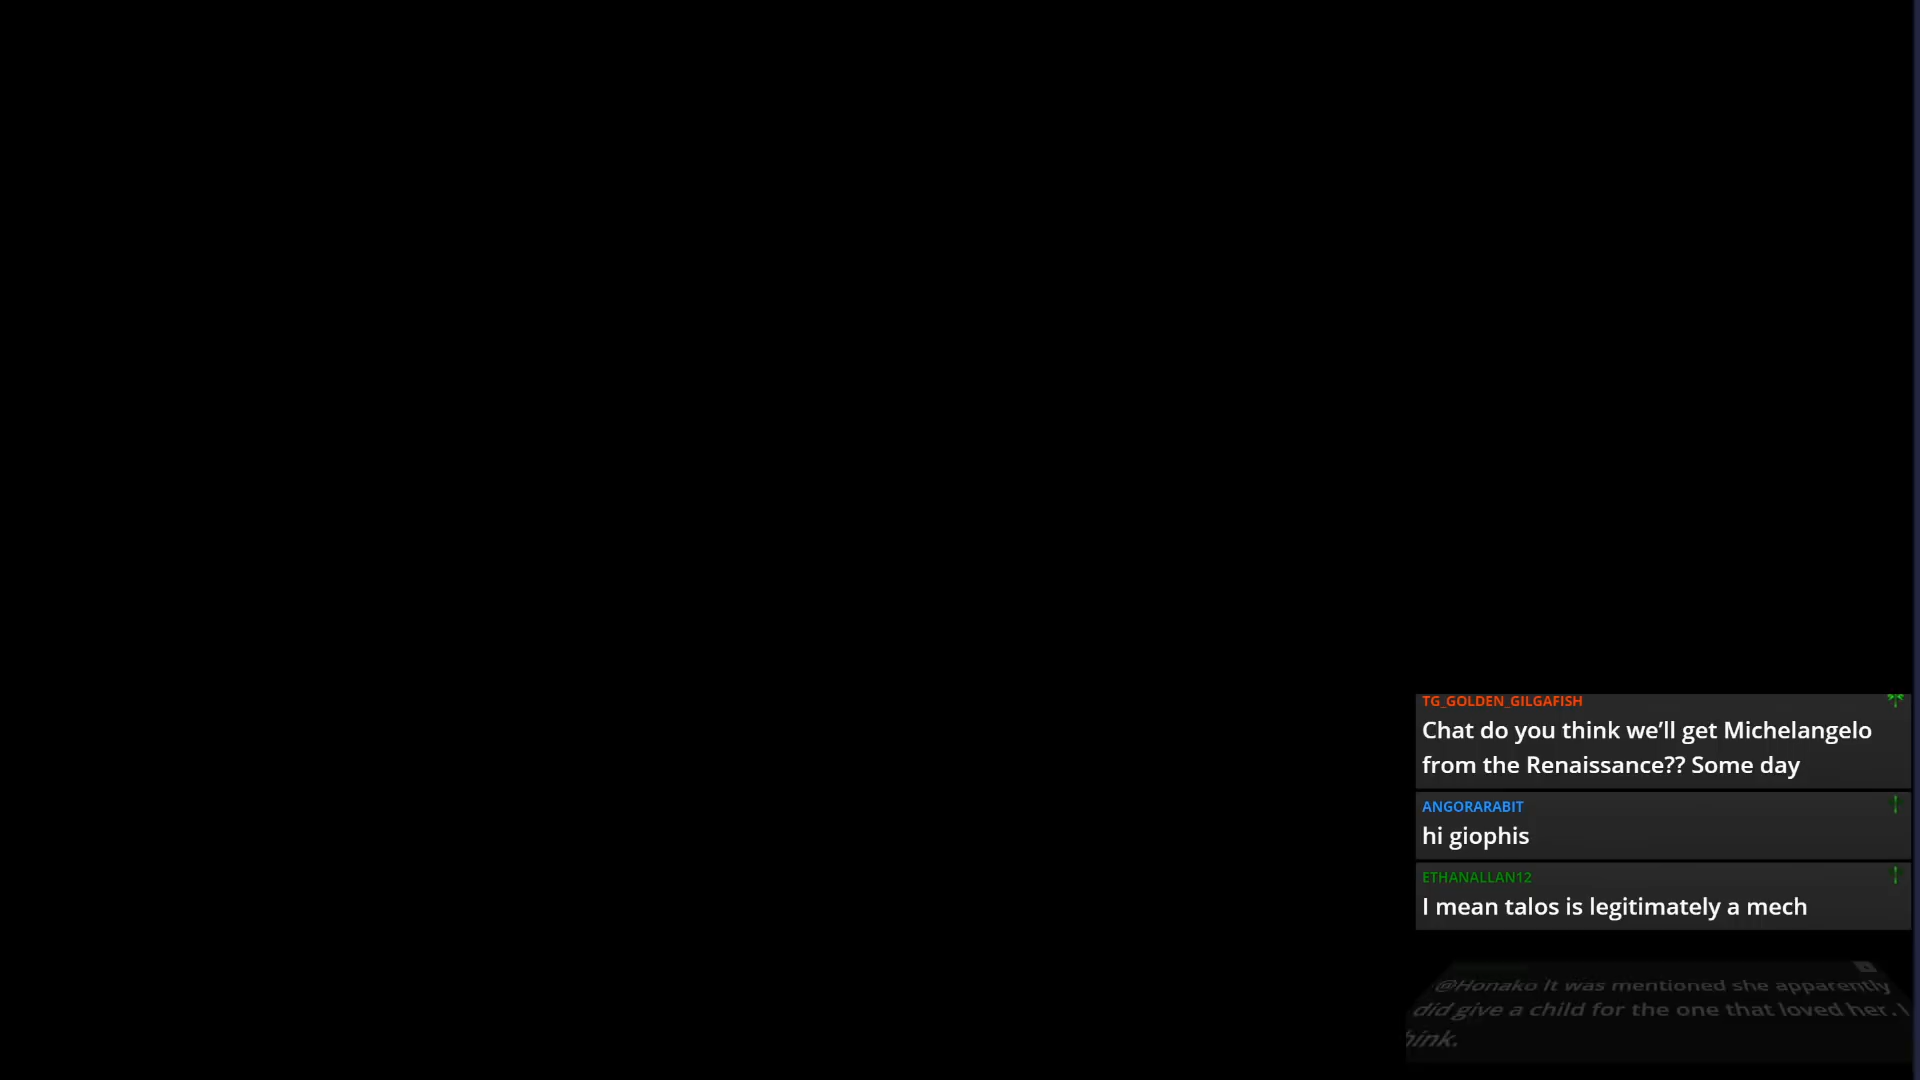 TG_GOLDEN_GILGAFISH
Chat do you think we’ll get Michelangelo
from the Renaissance?? Some day
ANGORARABIT
hi giophis
ETHANALLAN12
I mean talos is legitimately a mech
@Honako It was mentioned she apparently
did give a child for the one that loved her. I